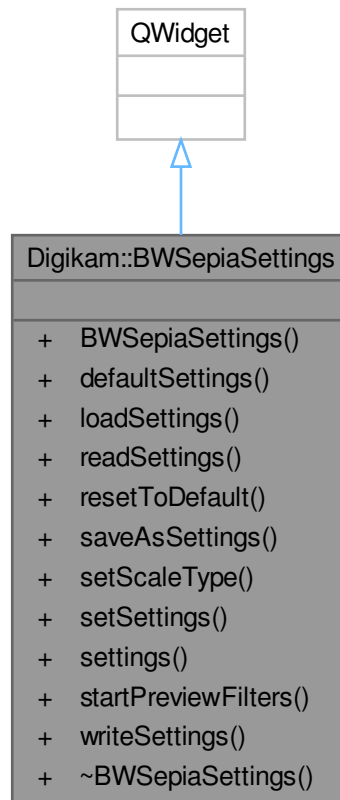 QWidget
Digikam::BWSepiaSettings
+ BWSepiaSettings()
+ defaultSettings()
+ loadSettings()
+ readSettings()
+ resetToDefault()
+ saveAsSettings()
+ setScaleType()
+ setSettings()
+ settings()
+ startPreviewFilters()
+ writeSettings()
+ ~BWSepiaSettings()